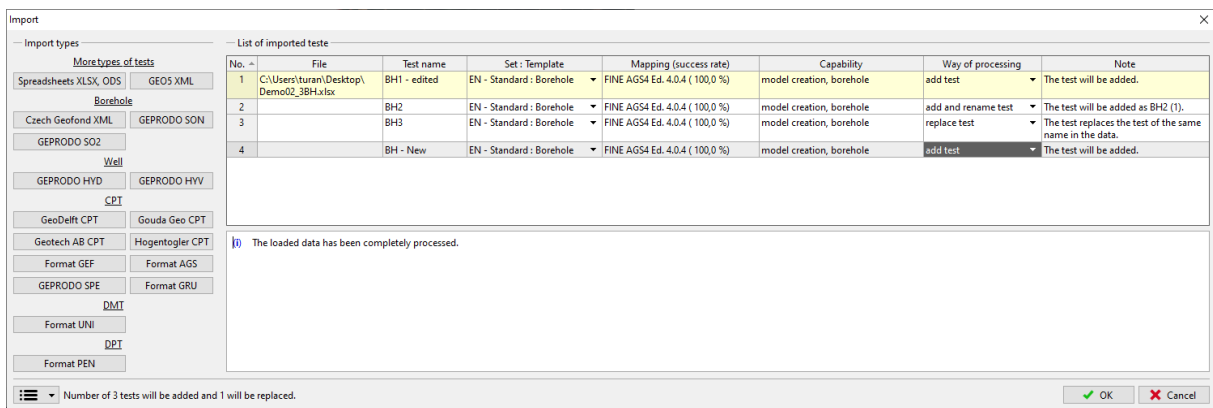 Import
Import types
More types of tests
Spreadsheets XLSX, ODS
GEO5 XML
Borehole
Czech Geofond XML
GEPRODO SON
GEPRODO SO2
Well
GEPRODO HYD
GEPRODO HYV
CPT
GeoDelft CPT
Gouda Geo CPT
Geotech AB CPT
Hogentogler CPT
Format GEF
Format AGS
GEPRODO SPE
Format GRU
DMT
Format UNI
DPT
Format PEN
List of imported teste
No. File Test name Set : Template Mapping (success rate) Capability Way of processing Note
1 C:\Users\turan\Desktop\ BH1 - edited EN - Standard : Borehole FINE AGS4 Ed. 4.0.4 ( 100,0 %) model creation, borehole add test The test will be added.
Demo02_3BH.xlsx
2 BH2 EN - Standard : Borehole FINE AGS4 Ed. 4.0.4 ( 100,0 %) model creation, borehole add and rename test The test will be added as BH2 (1).
3 BH3 EN - Standard : Borehole FINE AGS4 Ed. 4.0.4 ( 100,0 %) model creation, borehole replace test The test replaces the test of the same
name in the data.
4 BH - New EN - Standard : Borehole FINE AGS4 Ed. 4.0.4 ( 100,0 %) model creation, borehole add test The test will be added.
(i) The loaded data has been completely processed.
Number of 3 tests will be added and 1 will be replaced.
OK
Cancel